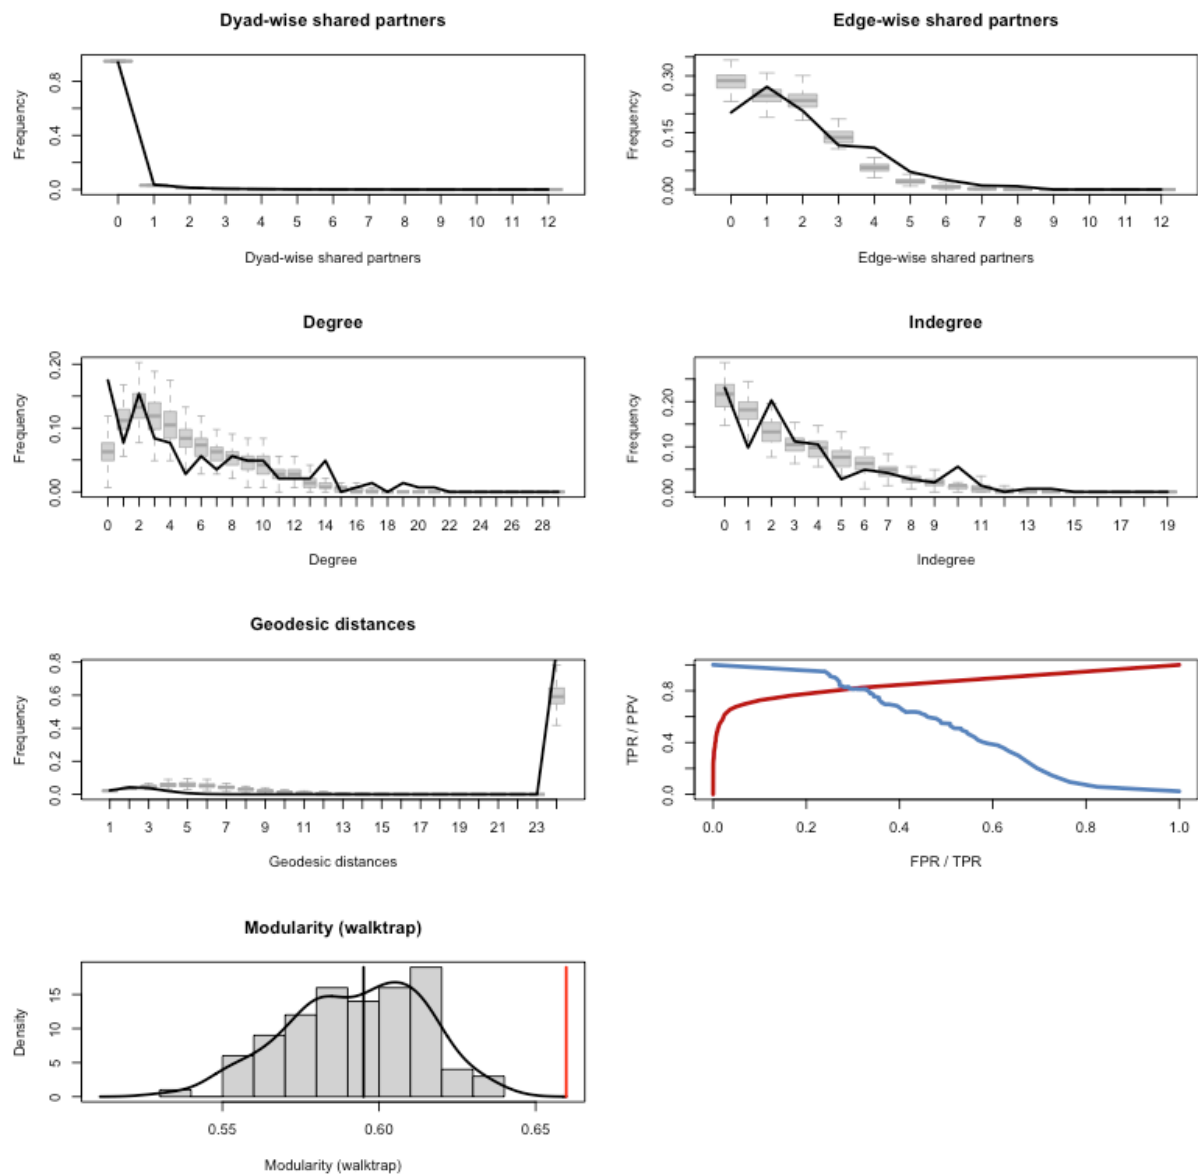 Dyad-wise shared partners
Frequency
0.0 0.4 0.8
0 1 2 3 4 5 6 7 8 9 10 11 12
Dyad-wise shared partners
Edge-wise shared partners
Frequency
0.00 0.15 0.30
0 1 2 3 4 5 6 7 8 9 10 11 12
Edge-wise shared partners
Degree
Frequency
0.00 0.10 0.20
0 2 4 6 8 10 12 14 16 18 20 22 24 26 28
Degree
Indegree
Frequency
0.00 0.10 0.20
0 1 2 3 4 5 6 7 8 9 11 13 15 17 19
Indegree
Geodesic distances
Frequency
0.0 0.2 0.4 0.6 0.8
1 3 5 7 9 11 13 15 17 19 21 23
Geodesic distances
TPR / PPV
0.0 0.4 0.8
0.0 0.2 0.4 0.6 0.8 1.0
FPR / TPR
Modularity (walktrap)
Density
0 5 10 15
0.55 0.60 0.65
Modularity (walktrap)